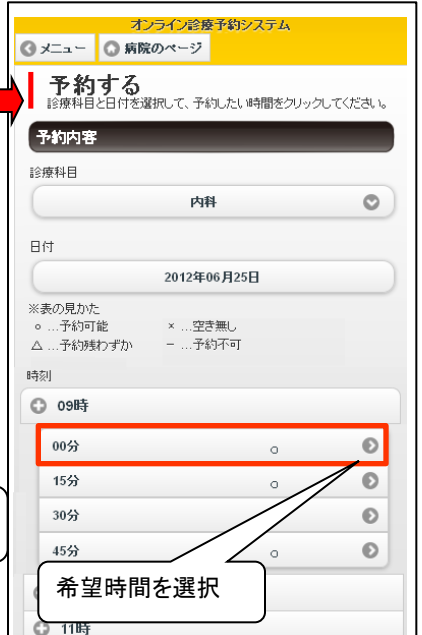 オンライン診療予約システム
メニュー 病院のページ
予約する
診療科目と日付を選択して、予約したい時間をクリックしてください。
予約内容
診療科目
内科
日付
2012年06月25日
※表の見かた
○ …予約可能 × …空き無し
△ …予約残わずか − …予約不可
時刻
09時
00分 ○
15分 ○
30分
45分 ○
希望時間を選択
11時